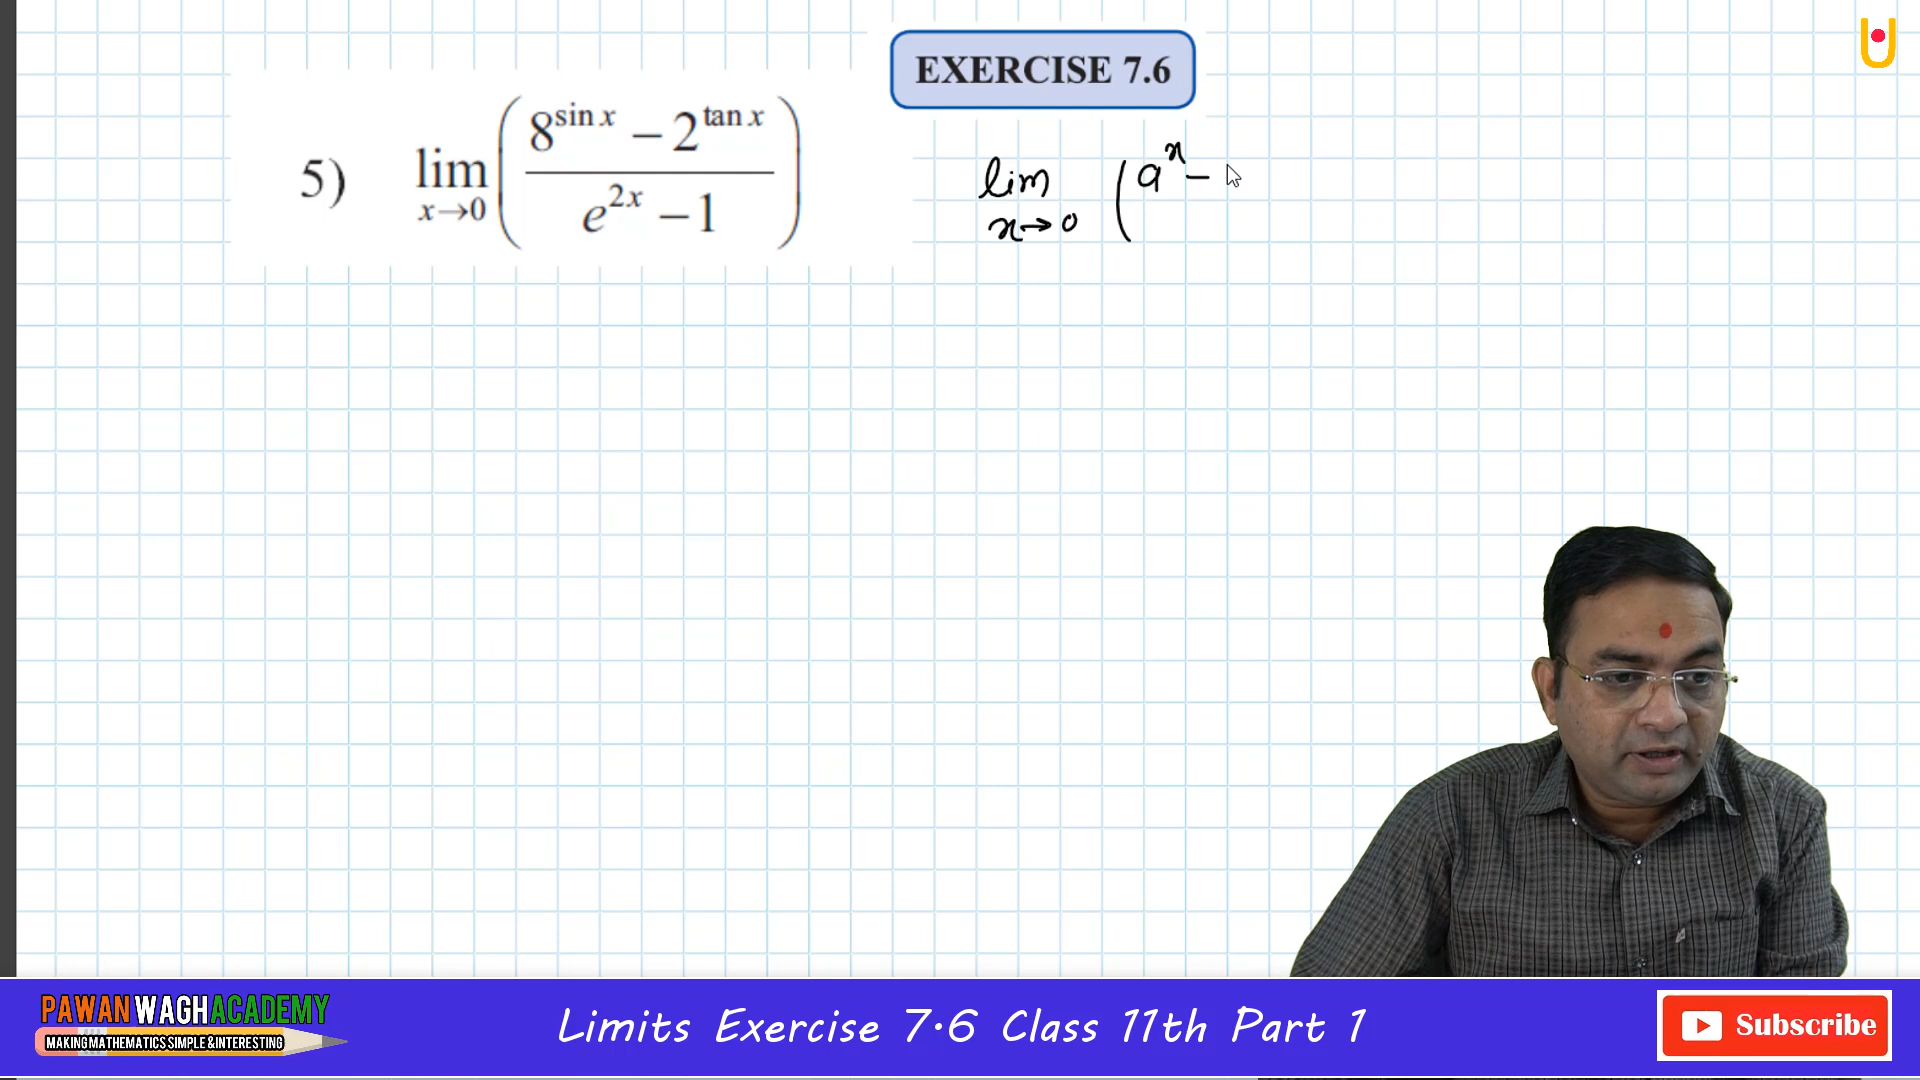 EXERCISE 7.6
5) lim x→0 ( 8^{sin x} − 2^{tan x} / e^{2x} − 1 )
lim x→0 ( a^x −
PAWAN WAGH ACADEMY
MAKING MATHEMATICS SIMPLE & INTERESTING
Limits Exercise 7.6 Class 11th Part 1
Subscribe